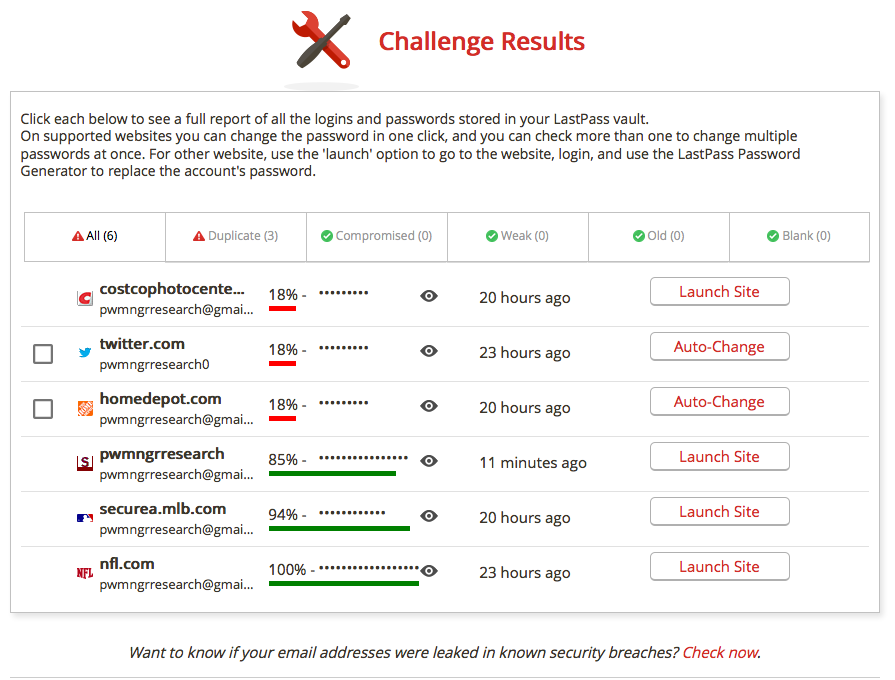 Challenge Results
Click each below to see a full report of all the logins and passwords stored in your LastPass vault.
On supported websites you can change the password in one click, and you can check more than one to change multiple
passwords at once. For other website, use the 'launch' option to go to the website, login, and use the LastPass Password
Generator to replace the account's password.
All (6) Duplicate (3) Compromised (0) Weak (0) Old (0) Blank (0)
costcophotocente...
18% - ••••••••• 20 hours ago Launch Site
pwmngrresearch@gmai...
twitter.com
18% - ••••••••• 23 hours ago Auto-Change
pwmngrresearch0
homedepot.com
18% - ••••••••• 20 hours ago Auto-Change
pwmngrresearch@gmai...
S pwmngrresearch
85% - •••••••••••••••• 11 minutes ago Launch Site
pwmngrresearch@gmai...
securea.mlb.com
94% - •••••••••••• 20 hours ago Launch Site
pwmngrresearch@gmai...
NFL nfl.com
100% - •••••••••••••••••• 23 hours ago Launch Site
pwmngrresearch@gmai...
Want to know if your email addresses were leaked in known security breaches? Check now.